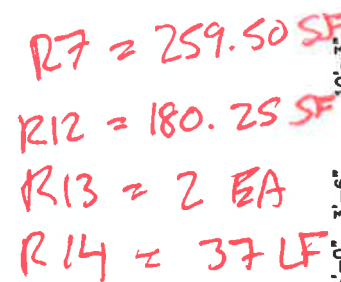 R7 = 259.50 SF
R12 = 180.25 SF
R13 = 2 EA
R14 = 37 LF